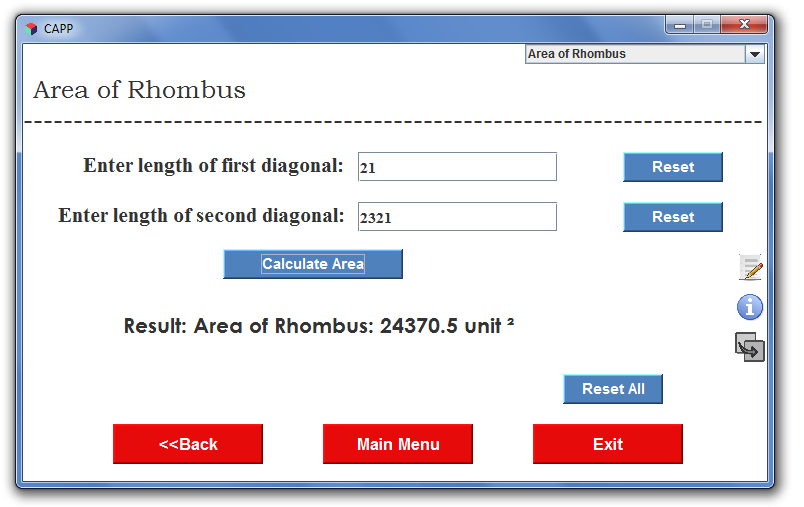 CAPP
Area of Rhombus
Area of Rhombus
Enter length of first diagonal: 21 Reset
Enter length of second diagonal: 2321 Reset
Calculate Area
Result: Area of Rhombus: 24370.5 unit ²
Reset All
<<Back Main Menu Exit